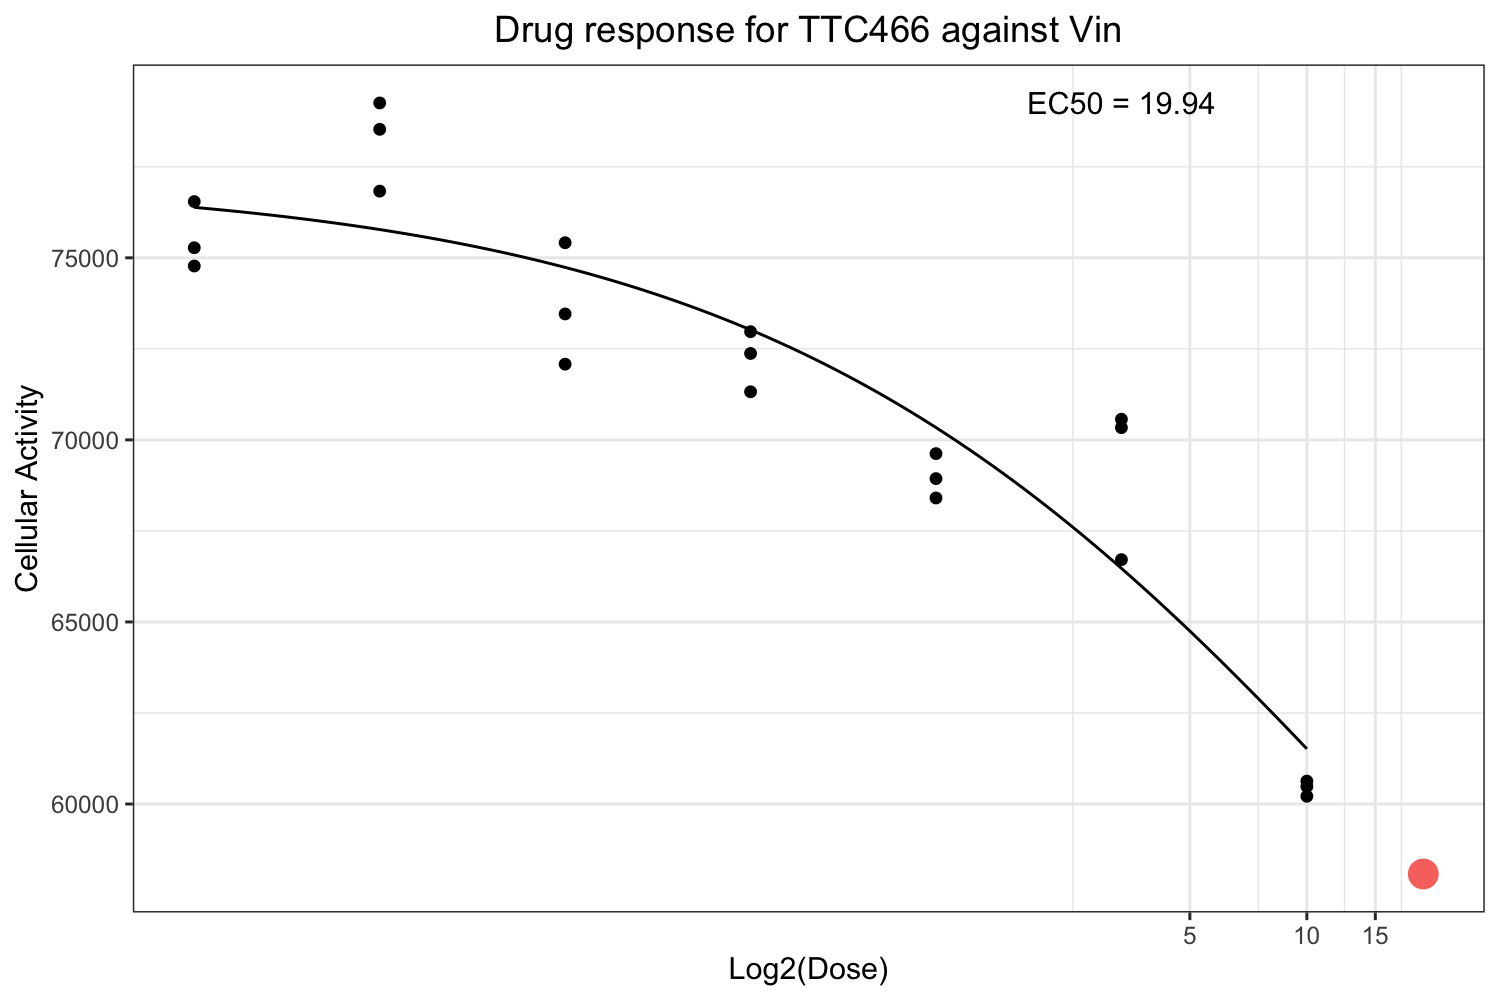 Drug response for TTC466 against Vin
EC50 = 19.94
75000
70000
65000
60000
Cellular Activity
5 10 15
Log2(Dose)